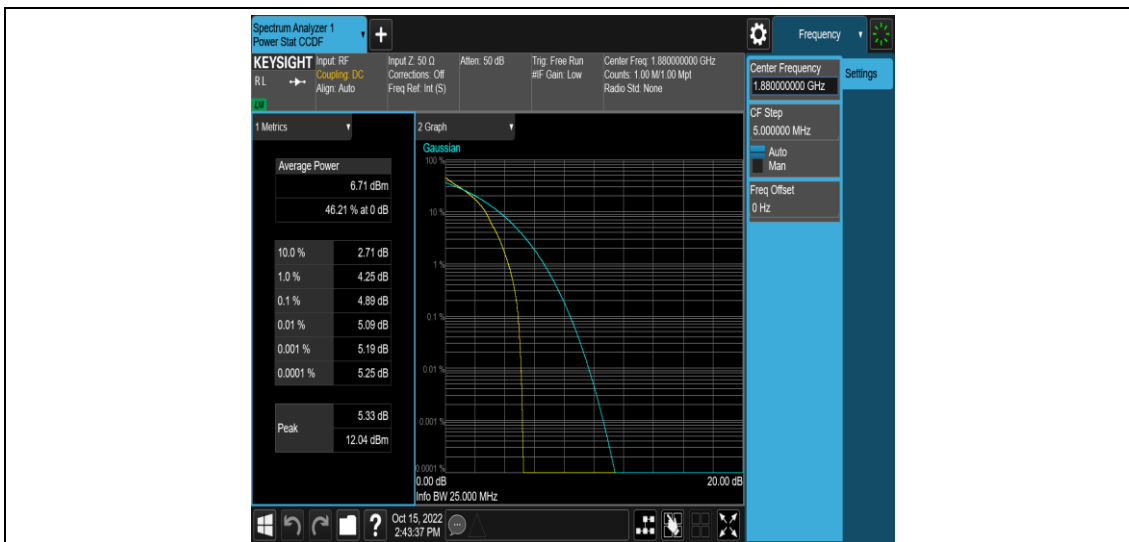 Spectrum Analyzer 1
Power Stat CCDF
+
Frequency
KEYSIGHT
RL
LXI
Input: RF
Coupling: DC
Align: Auto
Input Z: 50 Ω
Corrections: Off
Freq Ref: Int (S)
Atten: 50 dB
Trig: Free Run
#IF Gain: Low
Center Freq: 1.880000000 GHz
Counts: 1.00 M/1.00 Mpt
Radio Std: None
Center Frequency
1.880000000 GHz
Settings
CF Step
5.000000 MHz
Auto
Man
Freq Offset
0 Hz
1 Metrics
Average Power
6.71 dBm
46.21 % at 0 dB
10.0 % 2.71 dB
1.0 % 4.25 dB
0.1 % 4.89 dB
0.01 % 5.09 dB
0.001 % 5.19 dB
0.0001 % 5.25 dB
Peak
5.33 dB
12.04 dBm
2 Graph
Gaussian
100 %
10 %
1 %
0.1 %
0.01 %
0.001 %
0.0001 %
0.00 dB 20.00 dB
Info BW 25.000 MHz
?
Oct 15, 2022
2:43:37 PM